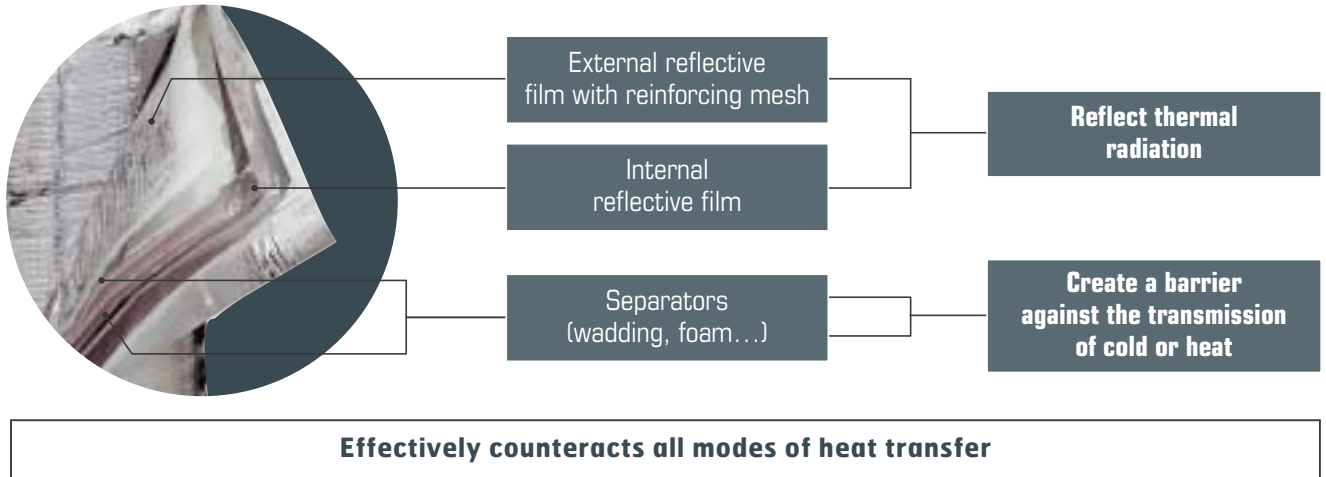 External reflective
film with reinforcing mesh
Internal
reflective film
Reflect thermal
radiation
Separators
(wadding, foam…)
Create a barrier
against the transmission
of cold or heat
Effectively counteracts all modes of heat transfer